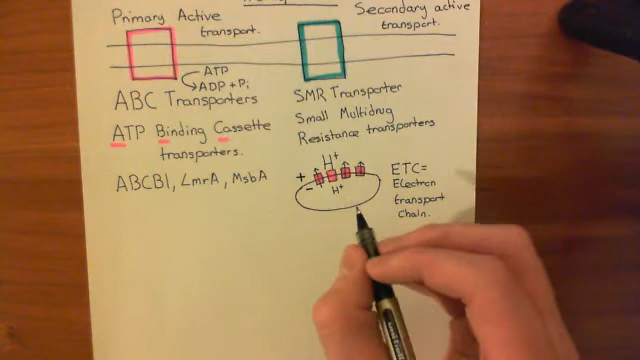 Primary Active
transport.
ATP
ADP + Pi
ABC Transporters
ATP Binding Cassette
transporters.
ABCB1, LmrA, MsbA
Secondary active
transport.
SMR Transporter
Small Multidrug
Resistance transporters
H+
+
-
H+
ETC =
Electron
transport
Chain.